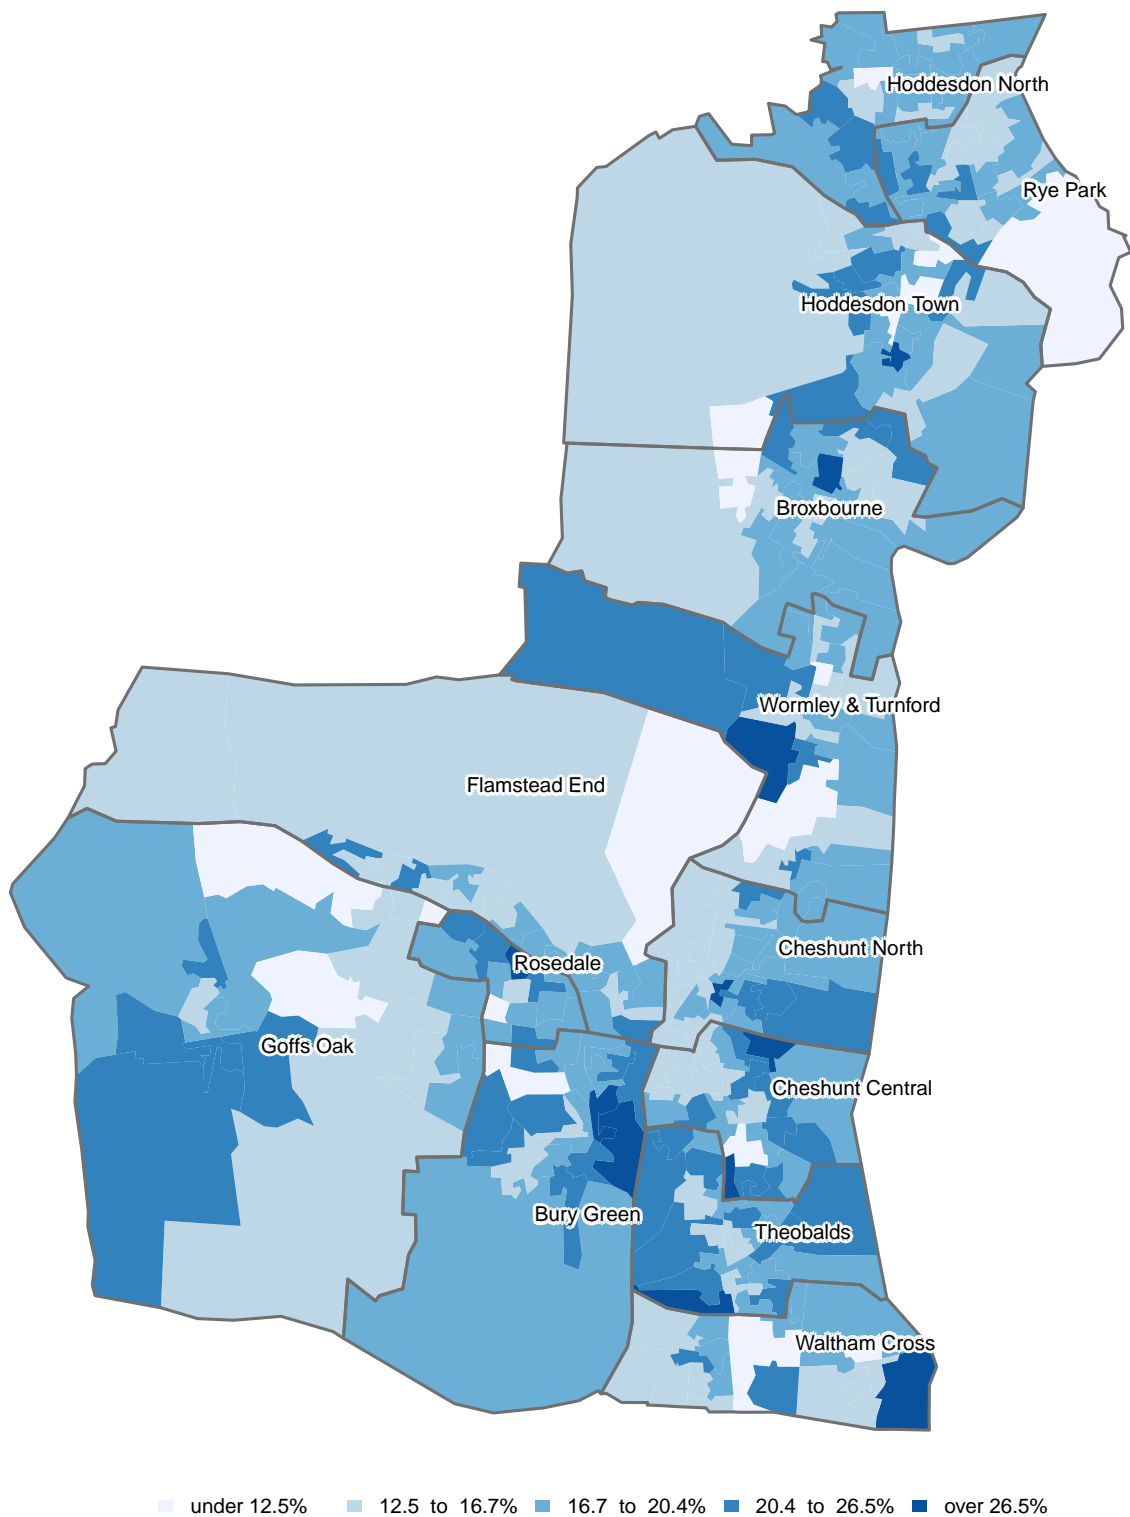 Hoddesdon North
Rye Park
Hoddesdon Town
Broxbourne
Wormley & Turnford
Flamstead End
Cheshunt North
Rosedale
Goffs Oak
Cheshunt Central
Bury Green
Theobalds
Waltham Cross
under 12.5% 12.5 to 16.7% 16.7 to 20.4% 20.4 to 26.5% over 26.5%